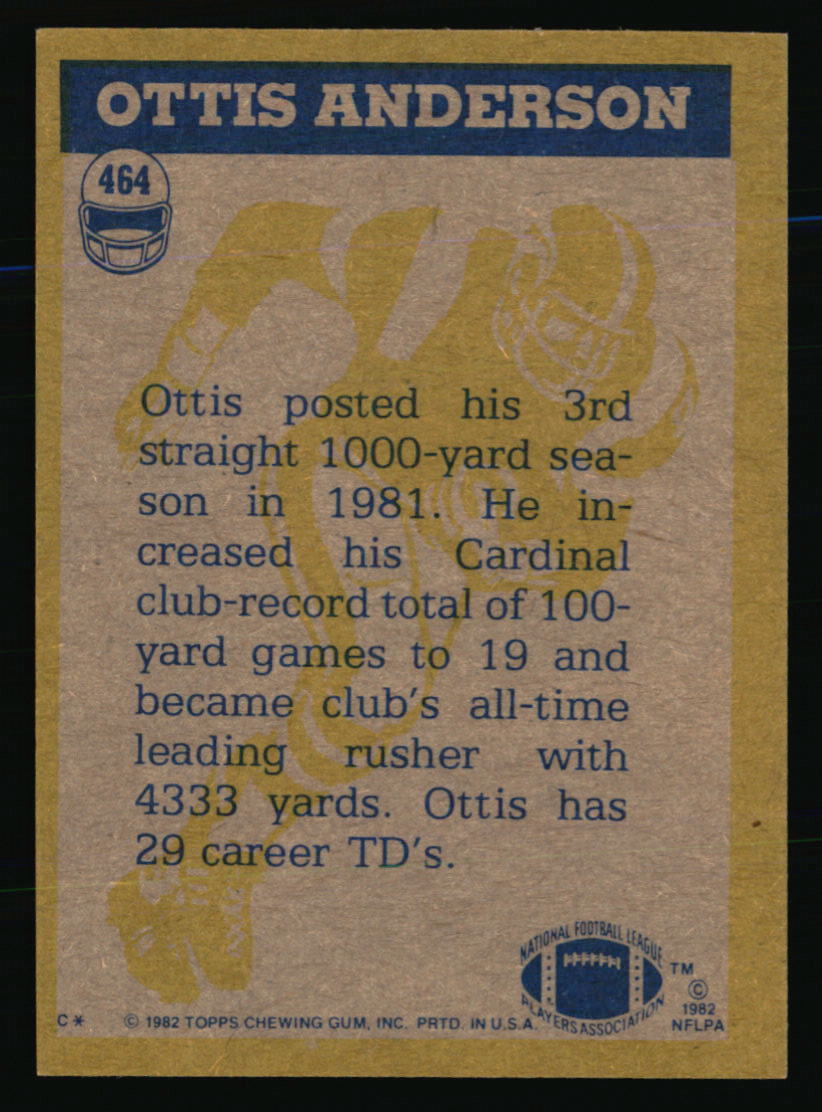 OTTIS ANDERSON
464
Ottis posted his 3rd
straight 1000-yard sea-
son in 1981. He in-
creased his Cardinal
club-record total of 100-
yard games to 19 and
became club's all-time
leading rusher with
4333 yards. Ottis has
29 career TD's.
NATIONAL FOOTBALL LEAGUE
PLAYERS ASSOCIATION
TM
©
1982
NFLPA
C* © 1982 TOPPS CHEWING GUM, INC. PRTD. IN U.S.A.